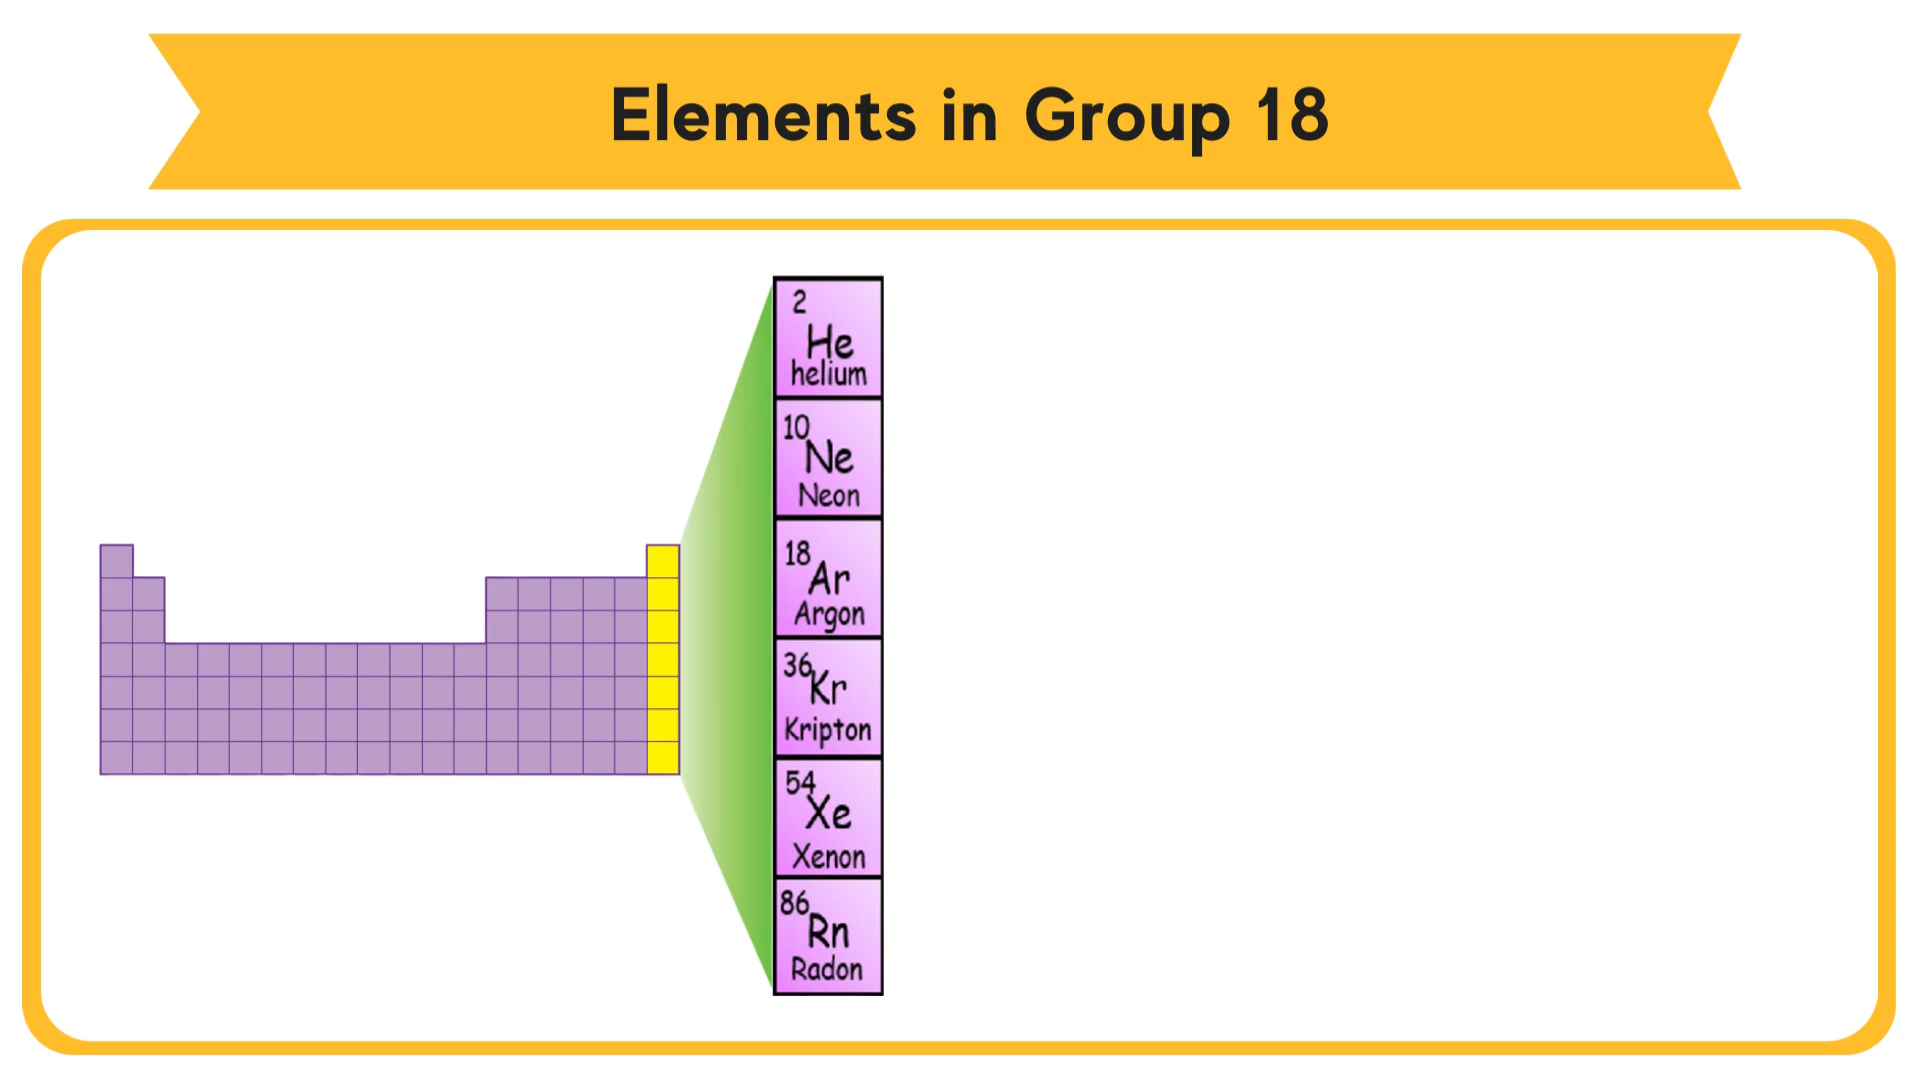 Elements in Group 18
2
He
helium
10
Ne
Neon
18
Ar
Argon
36
Kr
Kripton
54
Xe
Xenon
86
Rn
Radon